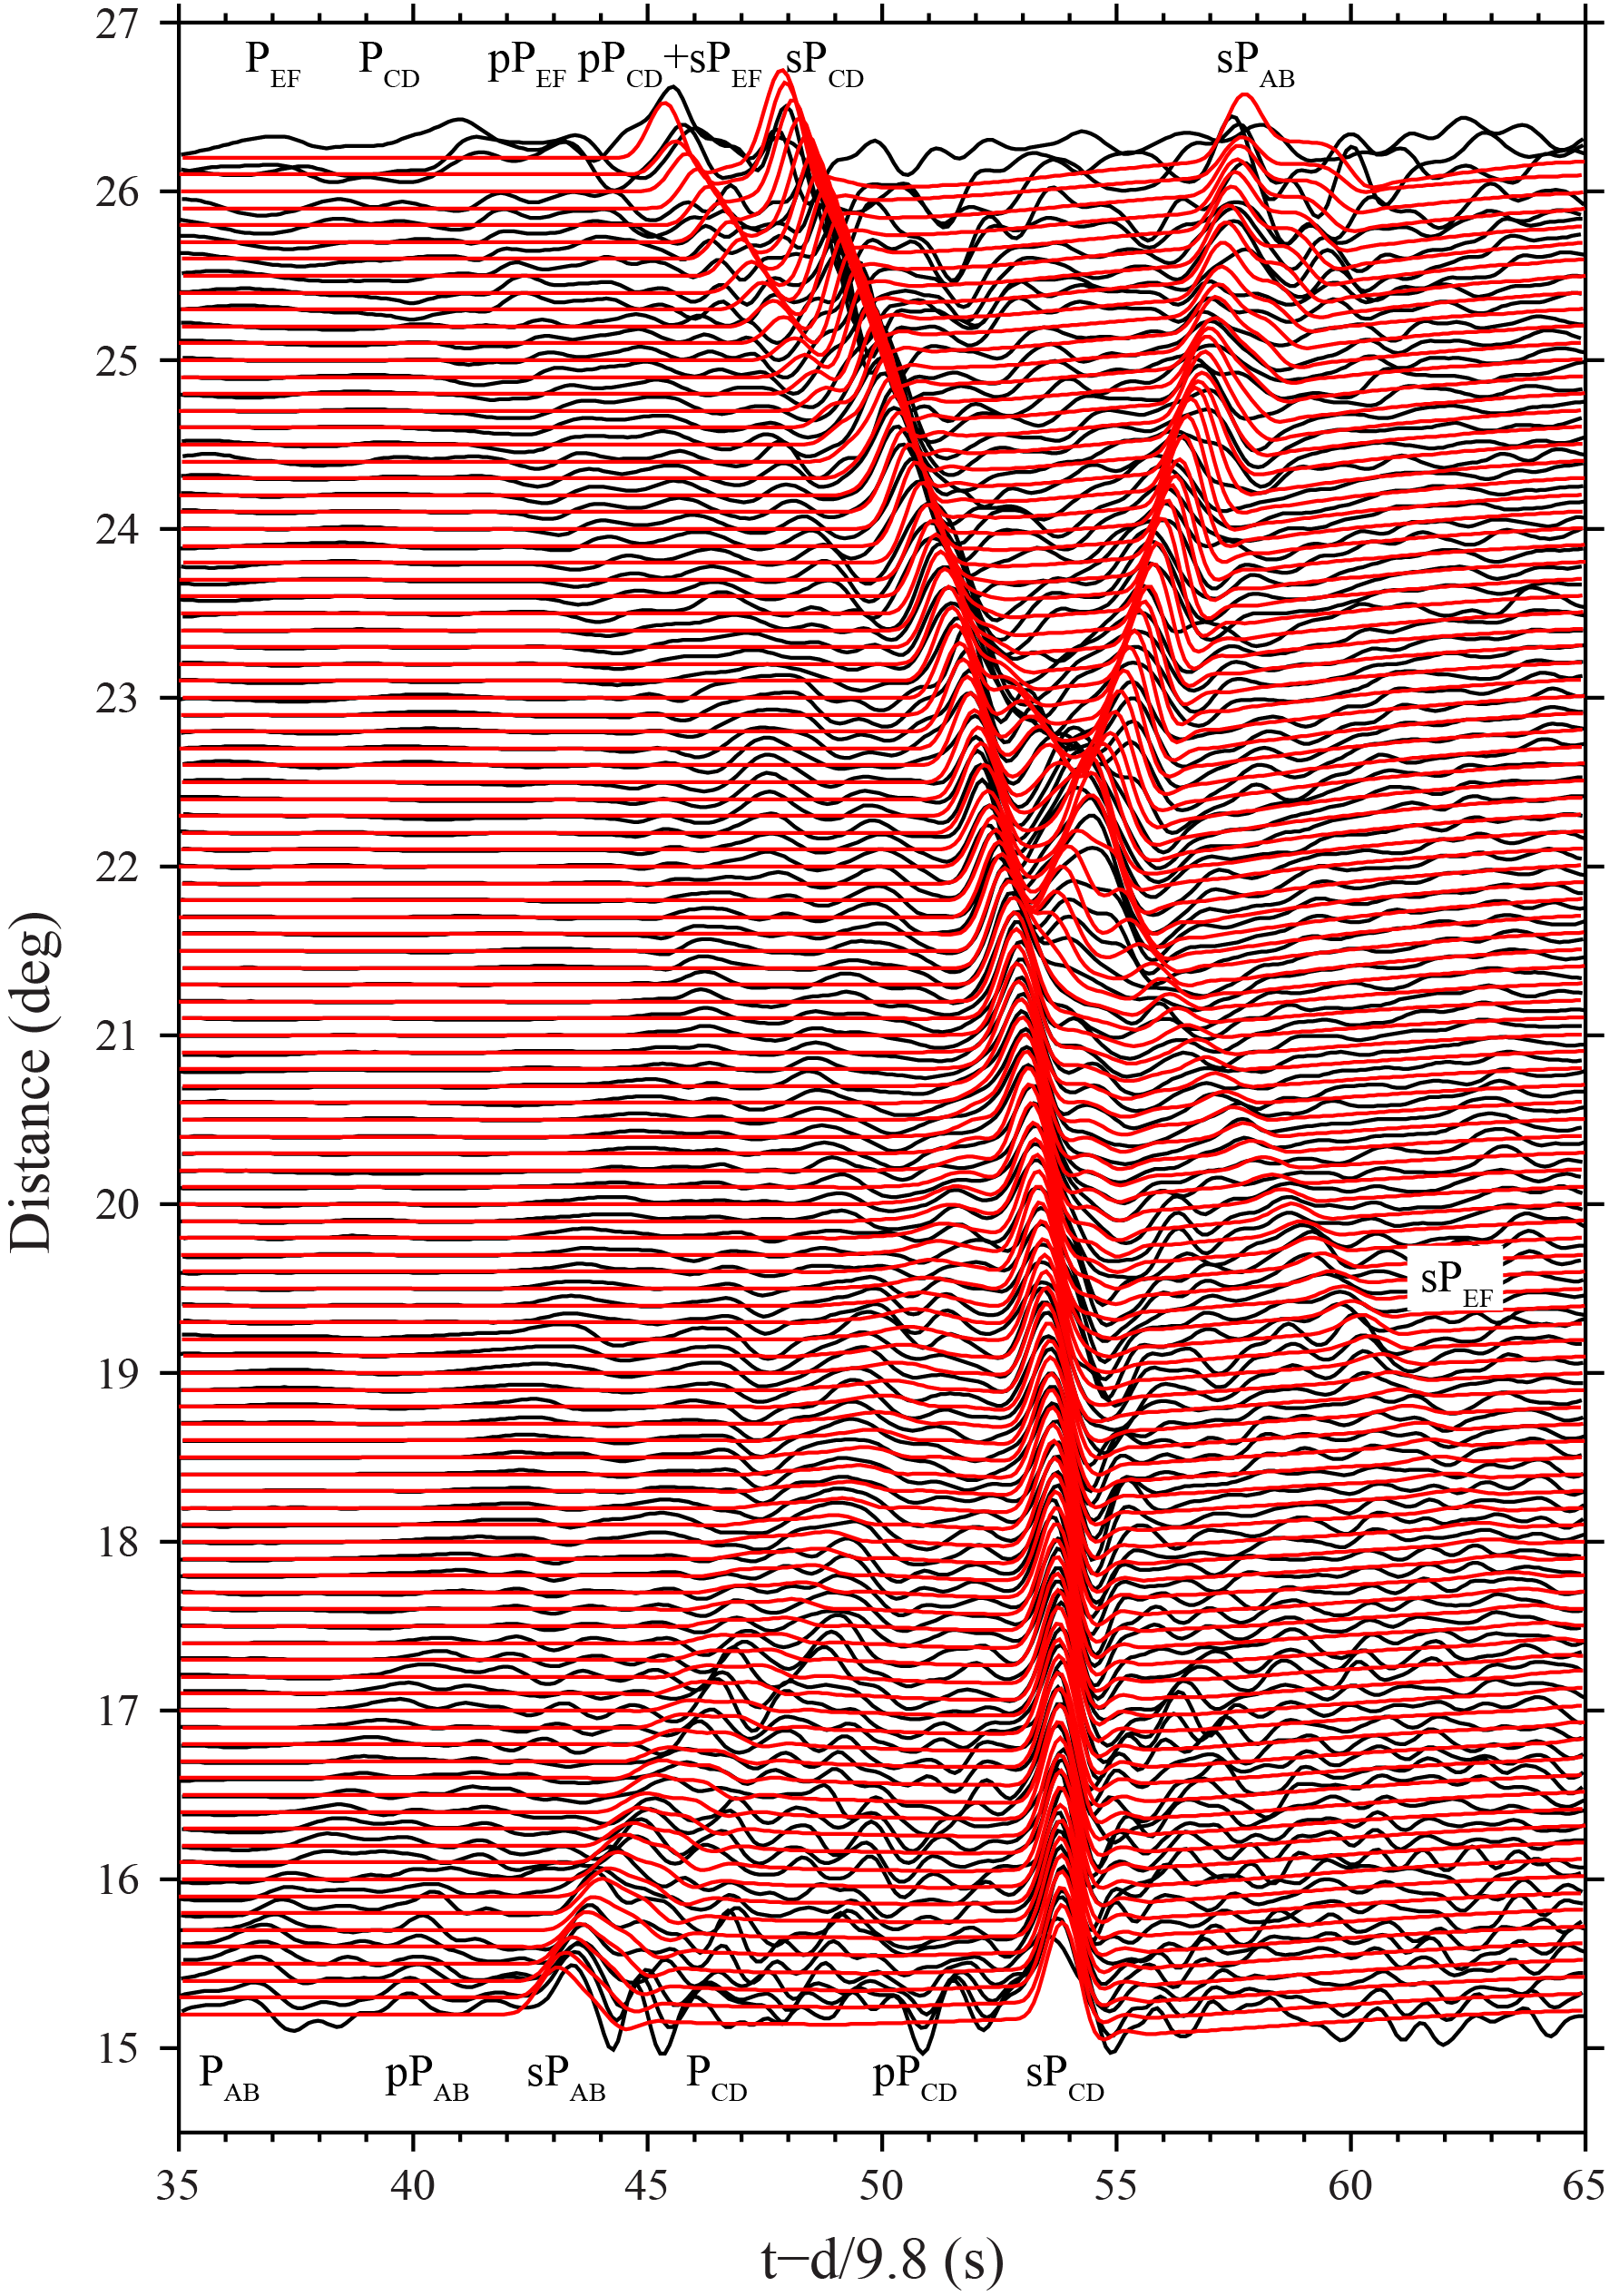 27
P_EF P_CD pP_EF pP_CD+sP_EF sP_CD sP_AB
26
25
24
23
22
21
20
19
18
17
16
15
Distance (deg)
sP_EF
P_AB pP_AB sP_AB P_CD pP_CD sP_CD
35 40 45 50 55 60 65
t−d/9.8 (s)